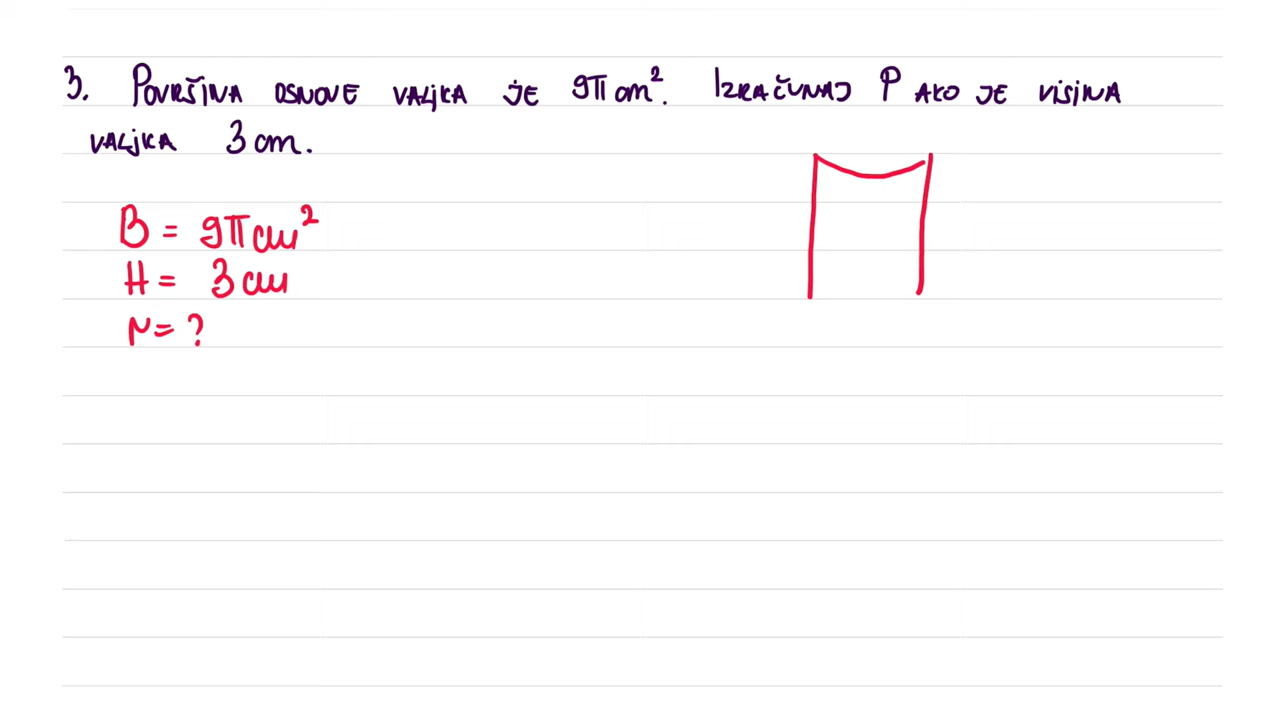 3. POVRŠINA OSNOVE VALJKA JE 9π cm². IZRAČUNAJ P AKO JE VISINA
VALJKA 3 cm.
B = 9π cm²
H = 3 cm
r = ?